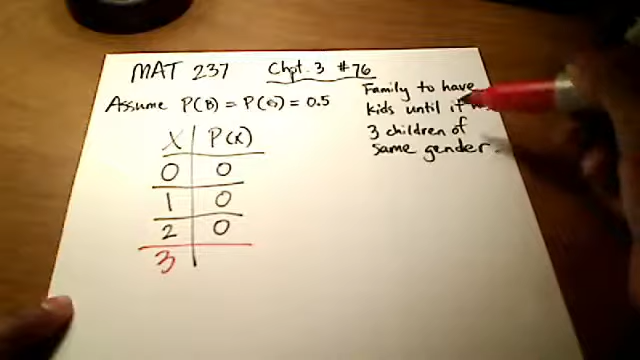 MAT 237 Chpt. 3 #76
Assume P(B) = P(G) = 0.5
Family to have
kids until it
3 children of
same gender.
X P(X)
0 0
1 0
2 0
3